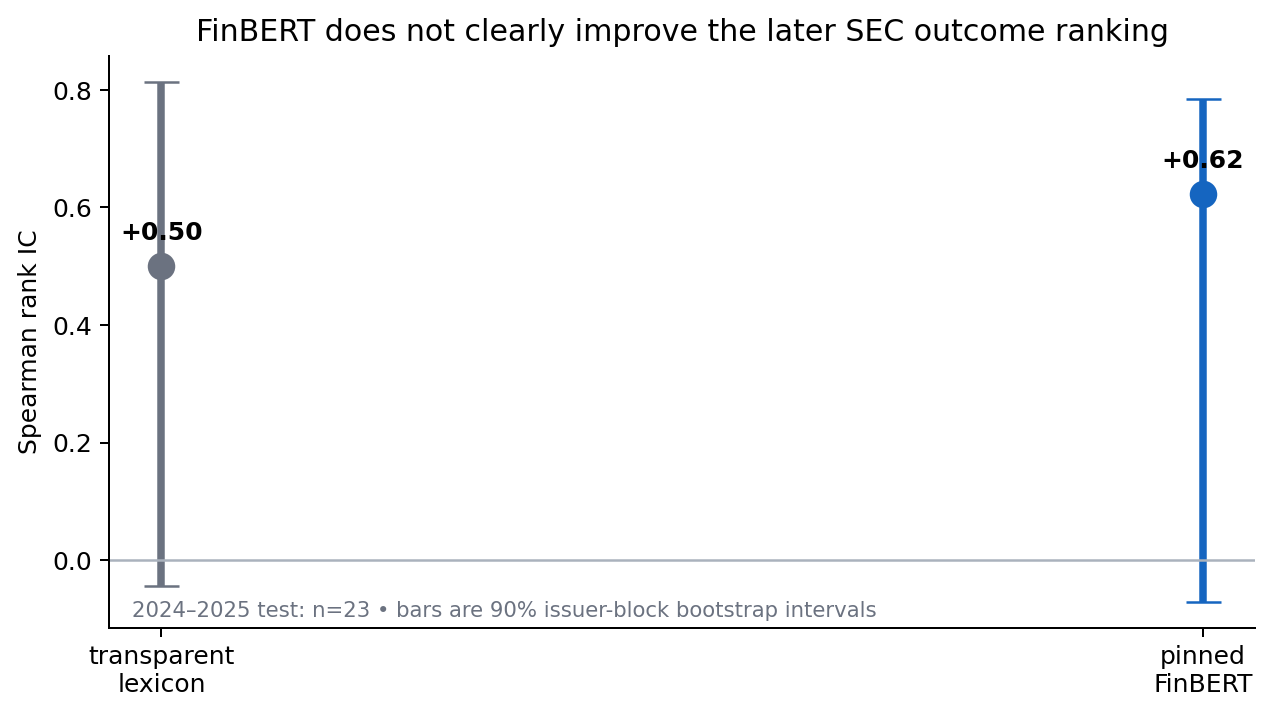 FinBERT does not clearly improve the later SEC outcome ranking
Spearman rank IC
0.8
0.6
0.4
0.2
0.0
+0.50
+0.62
2024–2025 test: n=23 • bars are 90% issuer-block bootstrap intervals
transparent
lexicon
pinned
FinBERT